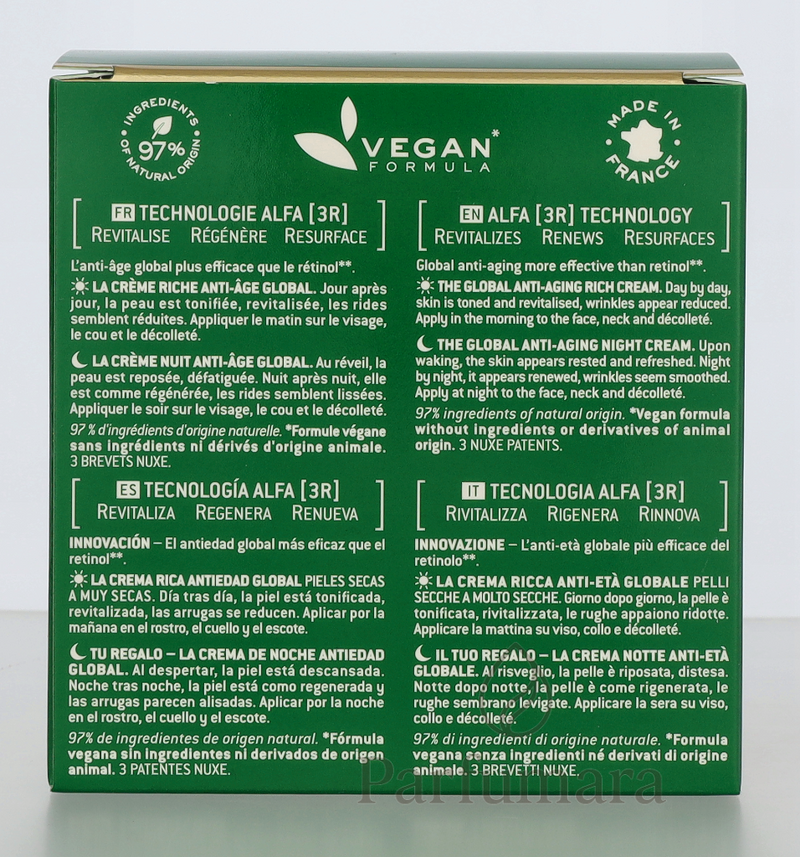 INGREDIENTS
97%
OF NATURAL ORIGIN
VEGAN*
FORMULA
MADE IN
FRANCE
FR TECHNOLOGIE ALFA [3R]
REVITALISE RÉGÉNÈRE RESURFACE
L'anti-âge global plus efficace que le rétinol**.
LA CRÈME RICHE ANTI-ÂGE GLOBAL. Jour après
jour, la peau est tonifiée, revitalisée, les rides
semblent réduites. Appliquer le matin sur le visage,
le cou et le décolleté.
LA CRÈME NUIT ANTI-ÂGE GLOBAL. Au réveil, la
peau est reposée, défatiguée. Nuit après nuit, elle
est comme régénérée, les rides semblent lissées.
Appliquer le soir sur le visage, le cou et le décolleté.
97 % d'ingrédients d'origine naturelle. *Formule végane
sans ingrédients ni dérivés d'origine animale.
3 BREVETS NUXE.
EN ALFA [3R] TECHNOLOGY
REVITALIZES RENEWS RESURFACES
Global anti-aging more effective than retinol**.
THE GLOBAL ANTI-AGING RICH CREAM. Day by day,
skin is toned and revitalised, wrinkles appear reduced.
Apply in the morning to the face, neck and décolleté.
THE GLOBAL ANTI-AGING NIGHT CREAM. Upon
waking, the skin appears rested and refreshed. Night
by night, it appears renewed, wrinkles seem smoothed.
Apply at night to the face, neck and décolleté.
97% ingredients of natural origin. *Vegan formula
without ingredients or derivatives of animal
origin. 3 NUXE PATENTS.
ES TECNOLOGÍA ALFA [3R]
REVITALIZA REGENERA RENUEVA
INNOVACIÓN – El antiedad global más eficaz que el
retinol**.
LA CREMA RICA ANTIEDAD GLOBAL PIELES SECAS
A MUY SECAS. Día tras día, la piel está tonificada,
revitalizada, las arrugas se reducen. Aplicar por la
mañana en el rostro, el cuello y el escote.
TU REGALO – LA CREMA DE NOCHE ANTIEDAD
GLOBAL. Al despertar, la piel está descansada.
Noche tras noche, la piel está como regenerada y
las arrugas parecen alisadas. Aplicar por la noche
en el rostro, el cuello y el escote.
97% de ingredientes de origen natural. *Fórmula
vegana sin ingredientes ni derivados de origen
animal. 3 PATENTES NUXE.
IT TECNOLOGIA ALFA [3R]
RIVITALIZZA RIGENERA RINNOVA
INNOVAZIONE – L'anti-età globale più efficace del
retinolo**.
LA CREMA RICCA ANTI-ETÀ GLOBALE PELLI
SECCHE A MOLTO SECCHE. Giorno dopo giorno, la pelle è
tonificata, rivitalizzata, le rughe appaiono ridotte.
Applicare la mattina su viso, collo e décolleté.
IL TUO REGALO – LA CREMA NOTTE ANTI-ETÀ
GLOBALE. Al risveglio, la pelle è riposata, distesa.
Notte dopo notte, la pelle è come rigenerata, le
rughe sembrano levigate. Applicare la sera su viso,
collo e décolleté.
97% di ingredienti di origine naturale. *Formula
vegana senza ingredienti né derivati di origine
animale. 3 BREVETTI NUXE.
Parfumara